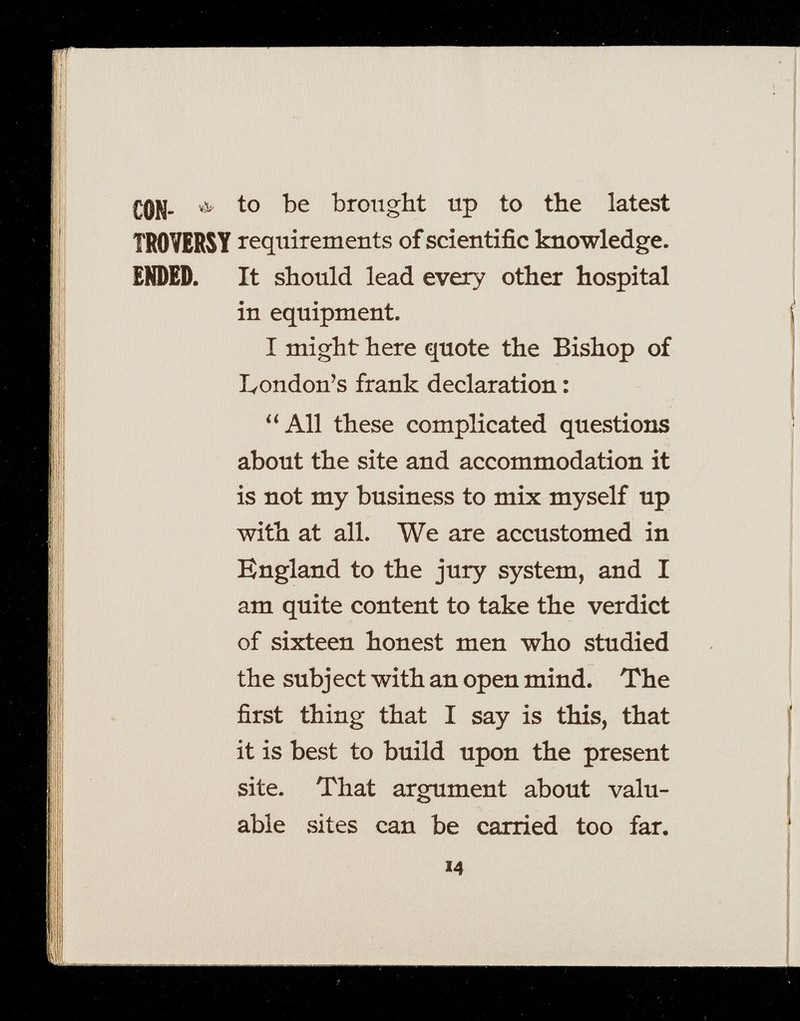 CON-
TROVERSY
ENDED.
to be brought up to the latest
requirements of scientific knowledge.
It should lead every other hospital
in equipment.
I might here quote the Bishop of
London's frank declaration:
"All these complicated questions
about the site and accommodation it
is not my business to mix myself up
with at all. We are accustomed in
England to the jury system, and I
am quite content to take the verdict
of sixteen honest men who studied
the subject with an open mind. The
first thing that I say is this, that
it is best to build upon the present
site. That argument about valu-
able sites can be carried too far.
14